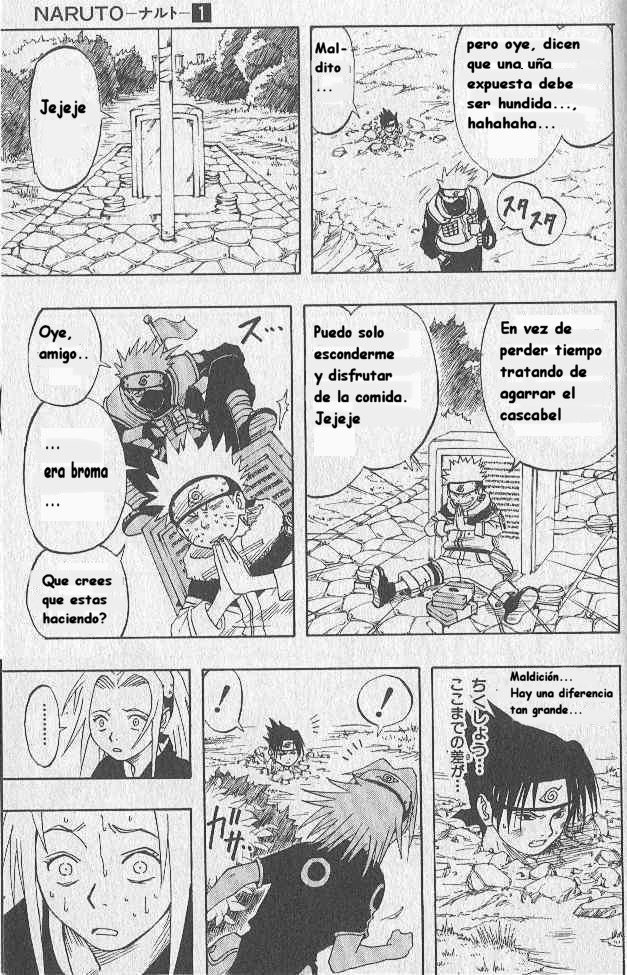 NARUTO—ナルト—1
pero oye, dicen
que una uña
expuesta debe
ser hundida...,
hahahaha...
Mal-
dito
...
スタ
スタ
Jejeje
En vez de
perder tiempo
tratando de
agarrar el
cascabel
Puedo solo
esconderme
y disfrutar
de la comida.
Jejeje
ズ...
Oye,
amigo..
...
era broma
...
Que crees
que estas
haciendo?
Maldición...
Hay una diferencia
tan grande...
ちくしょう...
ここまでの差が...
!
!
ガサ..
........